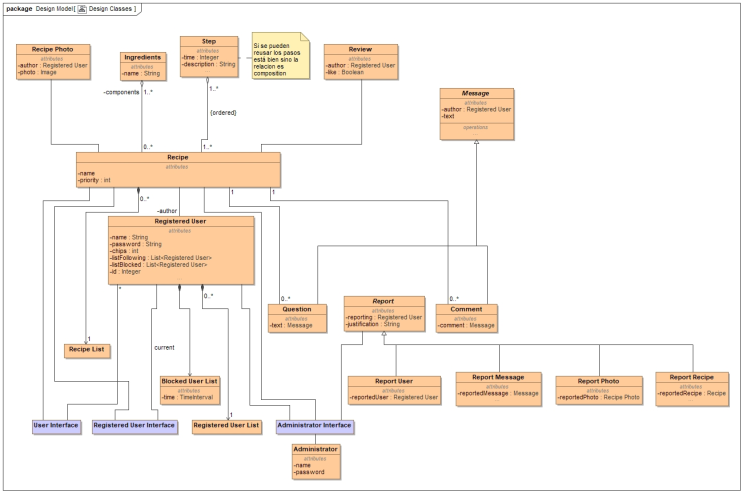 package Design Model[ Design Classes ]
Recipe Photo
attributes
-author : Registered User
-photo : Image
Ingredients
attributes
-name : String
Step
attributes
-time : Integer
-description : String
Si se pueden
reusar los pasos
está bien sino la
relacion es
composition
Review
attributes
-author : Registered User
-like : Boolean
Message
attributes
-author : Registered User
-text
operations
-components
1..*
1..*
{ordered}
0..*
1..*
Recipe
attributes
-name
-priority : int
0..*
-author
1
1
Registered User
attributes
-name : String
-password : String
-chips : int
-listFollowing : List<Registered User>
-listBlocked : List<Registered User>
-id : Integer
*
0..*
0..*
0..*
Question
attributes
-text : Message
Report
attributes
-reporting : Registered User
-justification : String
Comment
attributes
-comment : Message
1
Recipe List
current
Blocked User List
attributes
-time : TimeInterval
Report User
attributes
-reportedUser : Registered User
Report Message
attributes
-reportedMessage : Message
Report Photo
attributes
-reportedPhoto : Recipe Photo
Report Recipe
attributes
-reportedRecipe : Recipe
1
User Interface
Registered User Interface
Registered User List
Administrator Interface
Administrator
attributes
-name
-password